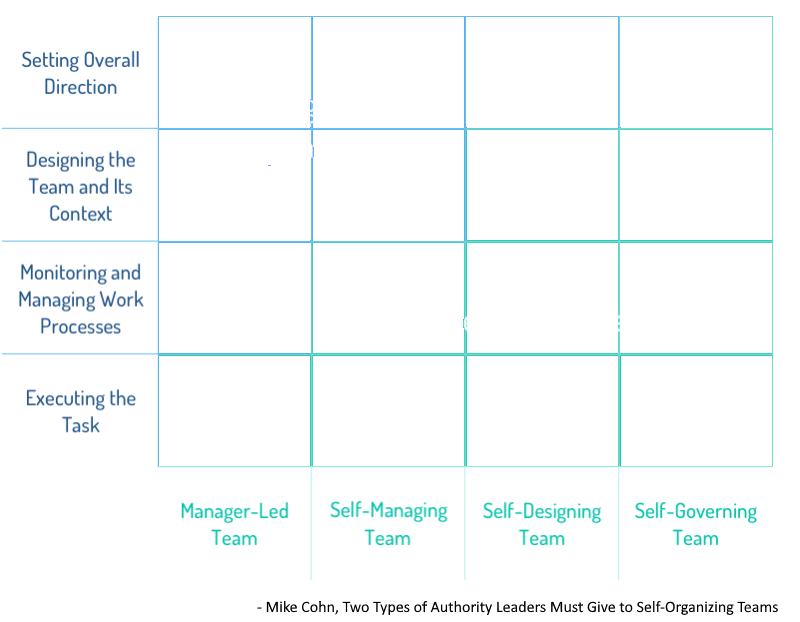 Setting Overall
Direction
Designing the
Team and Its
Context
Monitoring and
Managing Work
Processes
Executing the
Task
Manager-Led
Team
Self-Managing
Team
Self-Designing
Team
Self-Governing
Team
- Mike Cohn, Two Types of Authority Leaders Must Give to Self-Organizing Teams